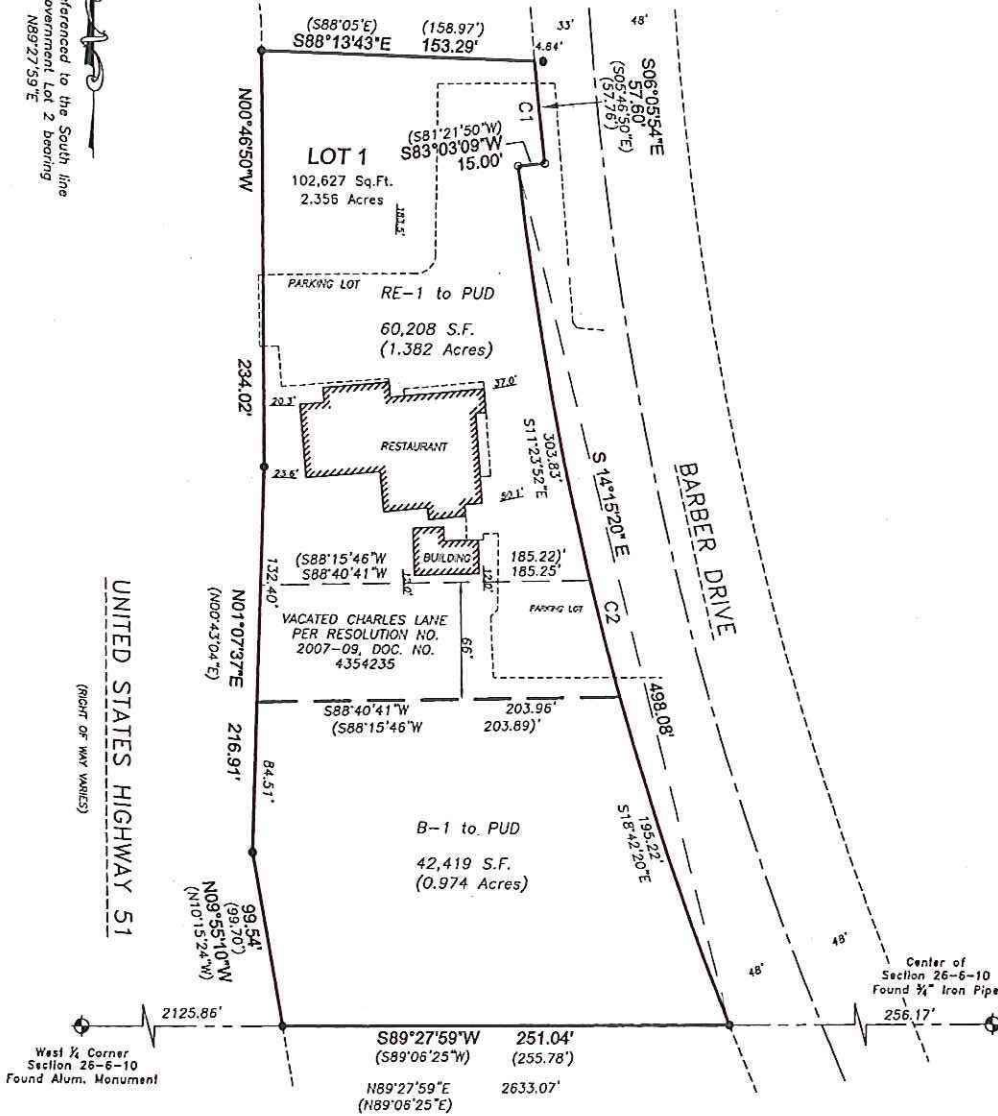 ferenced to the South line
overnment Lot 2 bearing
N89°27'59"E
(S88°05'E) (158.97')
S88°13'43"E 153.29'
4.84'
33'
48'
S06°05'54"E
57.60'
(S05°46'50"E)
(57.76')
C1
(S81°21'50"W)
S83°03'09"W
15.00'
N00°46'50"W
234.02'
LOT 1
102,627 Sq.Ft.
2.356 Acres
183.5'
PARKING LOT
RE-1 to PUD
60,208 S.F.
(1.382 Acres)
37.0'
20.3'
RESTAURANT
23.6'
50.1'
303.83'
S11°23'52"E
S 14°15'20" E
498.08'
BARBER DRIVE
BUILDING
(S88°15'46"W 185.22')
S88°40'41"W 185.25'
12.0'
PARKING LOT
C2
132.40'
VACATED CHARLES LANE
PER RESOLUTION NO.
2007-09, DOC. NO.
4354235
66'
N01°07'37"E
(N00°43'04"E)
216.91'
84.51'
S88°40'41"W 203.96'
(S88°15'46"W 203.89')
UNITED STATES HIGHWAY 51
(RIGHT OF WAY VARIES)
B-1 to PUD
42,419 S.F.
(0.974 Acres)
195.22'
S18°42'20"E
99.54'
(99.70')
N09°55'10"W
(N10°15'24"W)
48'
48'
Center of
Section 26-6-10
Found ¾" Iron Pipe
256.17'
2125.86'
West ¼ Corner
Section 26-6-10
Found Alum. Monument
S89°27'59"W 251.04'
(S89°06'25"W) (255.78')
N89°27'59"E 2633.07'
(N89°06'25"E)